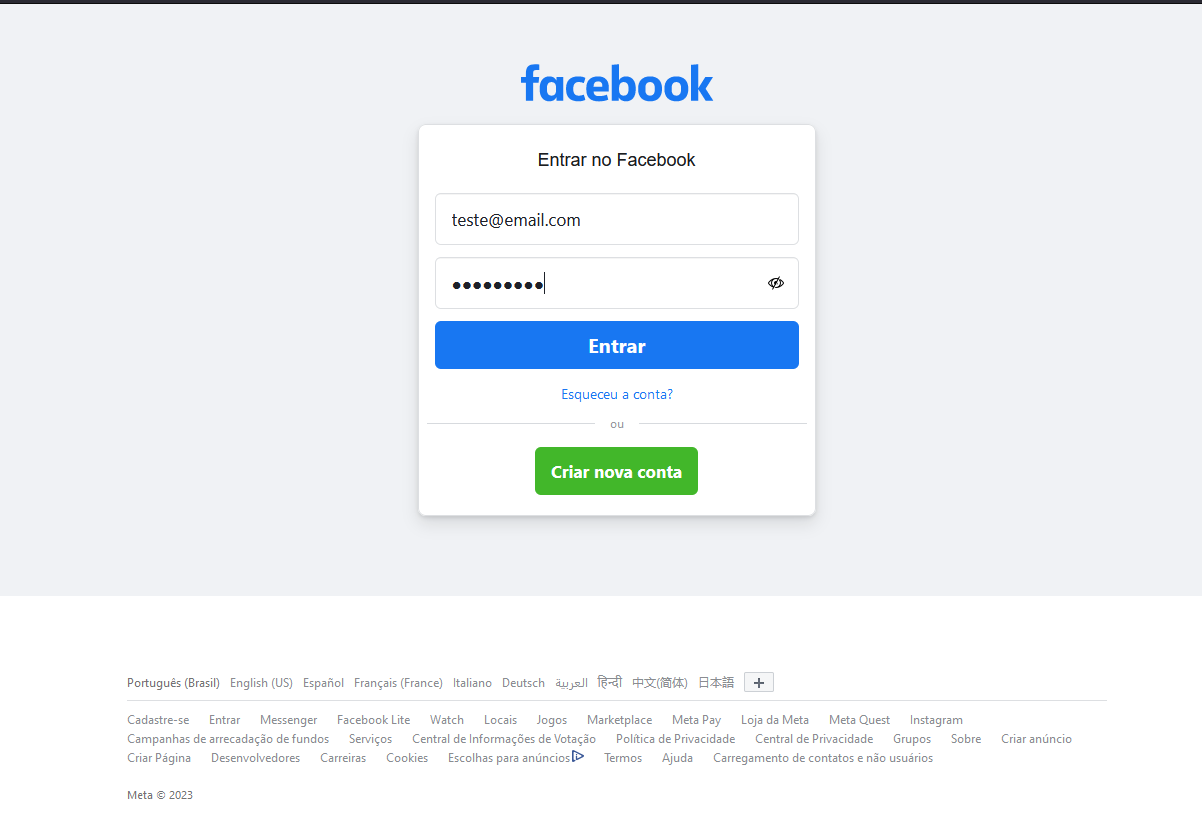 facebook
Entrar no Facebook
teste@email.com
●●●●●●●●●
Entrar
Esqueceu a conta?
ou
Criar nova conta
Português (Brasil) English (US) Español Français (France) Italiano Deutsch العربية हिन्दी 中文(简体) 日本語 +
Cadastre-se Entrar Messenger Facebook Lite Watch Locais Jogos Marketplace Meta Pay Loja da Meta Meta Quest Instagram
Campanhas de arrecadação de fundos Serviços Central de Informações de Votação Política de Privacidade Central de Privacidade Grupos Sobre Criar anúncio
Criar Página Desenvolvedores Carreiras Cookies Escolhas para anúncios Termos Ajuda Carregamento de contatos e não usuários
Meta © 2023